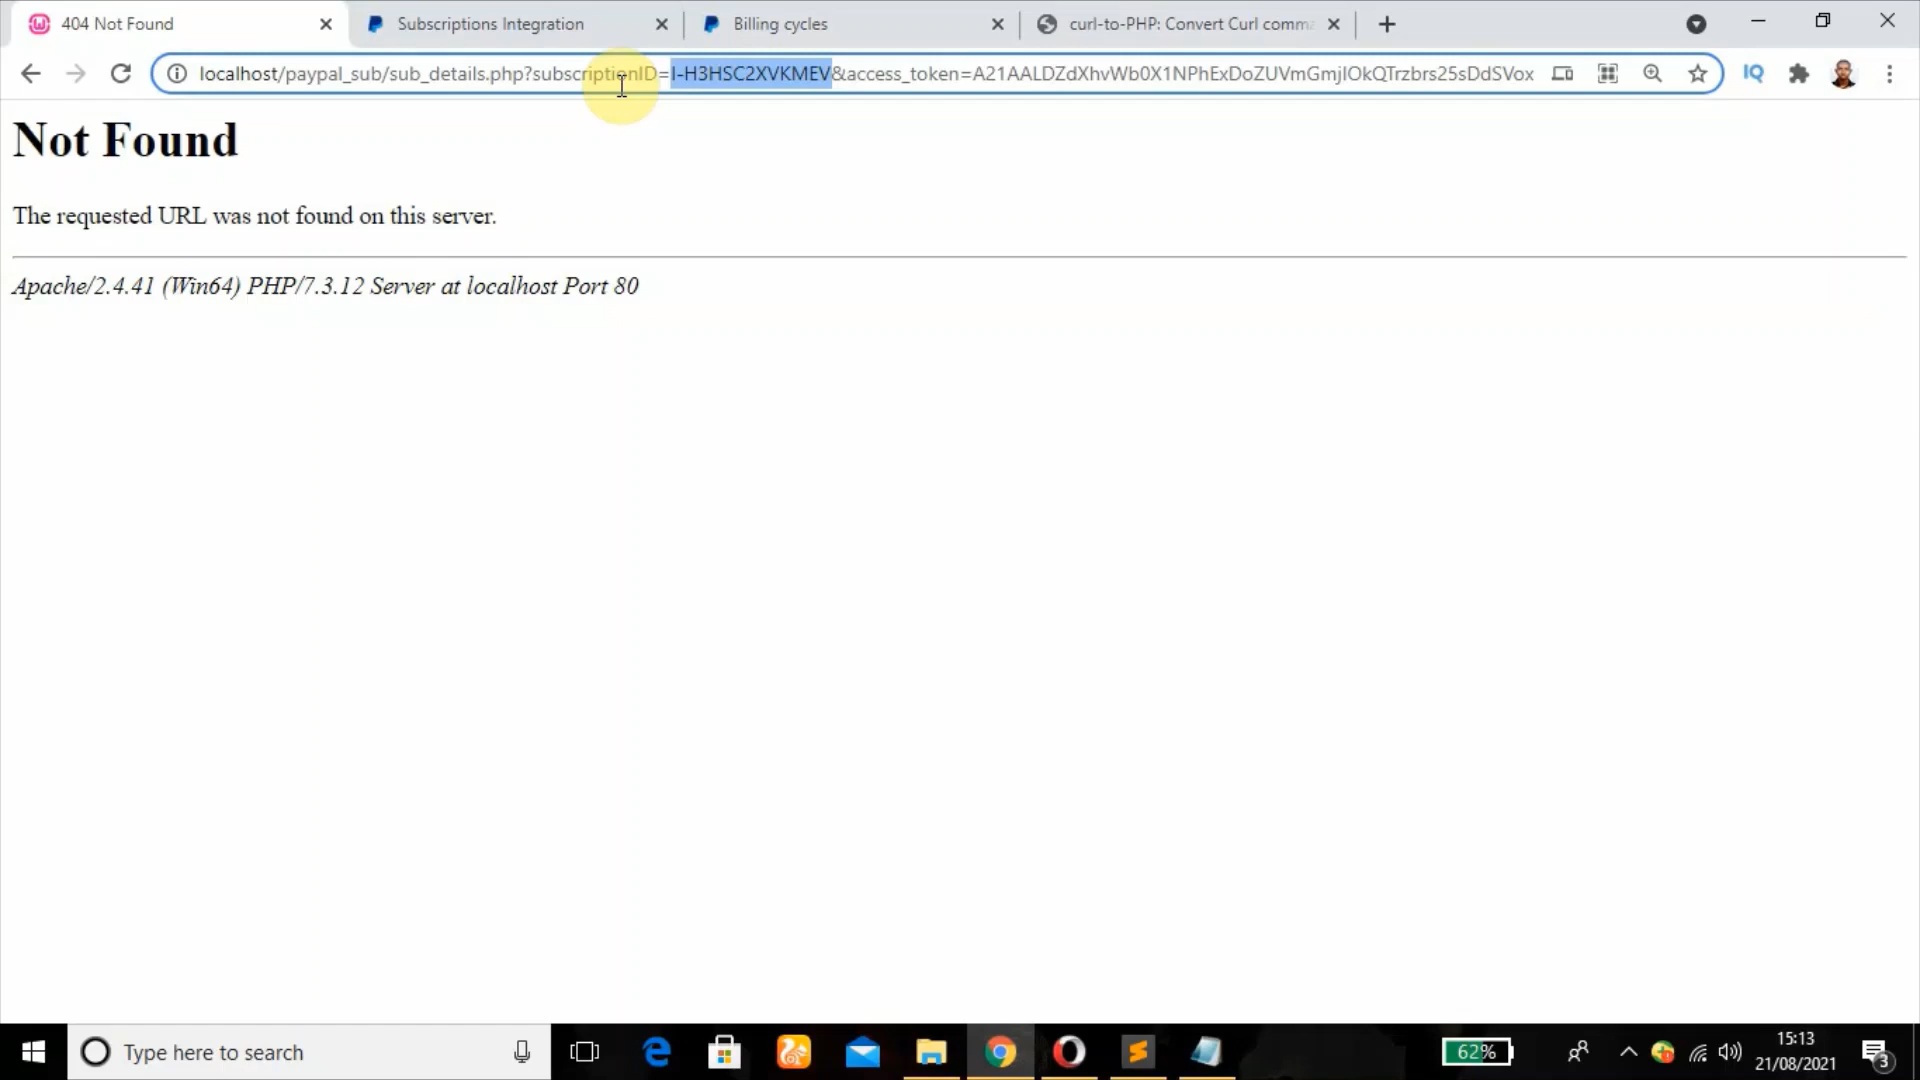 404 Not Found
Subscriptions Integration
Billing cycles
curl-to-PHP: Convert Curl comma
localhost/paypal_sub/sub_details.php?subscriptionID=I-H3HSC2XVKMEV&access_token=A21AALDZdXhvWb0X1NPhExDoZUVmGmjIOkQTrzbrs25sDdSVox
IQ
Not Found
The requested URL was not found on this server.
Apache/2.4.41 (Win64) PHP/7.3.12 Server at localhost Port 80
Type here to search
62%
15:13
21/08/2021
3